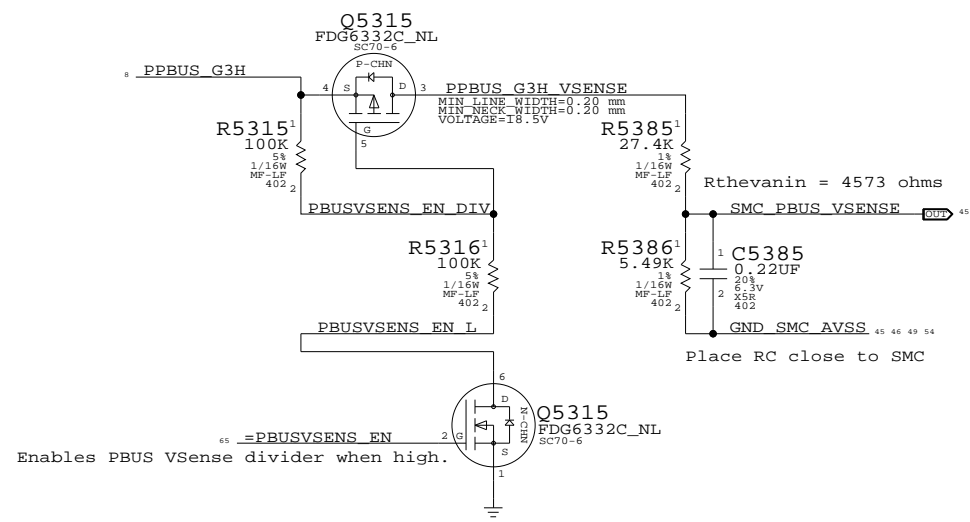 Q5315
FDG6332C_NL
SC70-6
P-CHN
8 PPBUS_G3H
4 S D 3
G
5
PPBUS_G3H_VSENSE
MIN_LINE_WIDTH=0.20 mm
MIN_NECK_WIDTH=0.20 mm
VOLTAGE=18.5V
R5315 1
100K
5%
1/16W
MF-LF
402 2
R5385 1
27.4K
1%
1/16W
MF-LF
402 2
Rthevanin = 4573 ohms
PBUSVSENS_EN_DIV
SMC_PBUS_VSENSE OUT 45
R5316 1
100K
5%
1/16W
MF-LF
402 2
R5386 1
5.49K
1%
1/16W
MF-LF
402 2
1 C5385
0.22UF
20%
6.3V
2 X5R
402
PBUSVSENS_EN_L
GND_SMC_AVSS 45 46 49 54
Place RC close to SMC
6
D
N-CHN
Q5315
FDG6332C_NL
SC70-6
65 =PBUSVSENS_EN 2 G
S
1
Enables PBUS VSense divider when high.